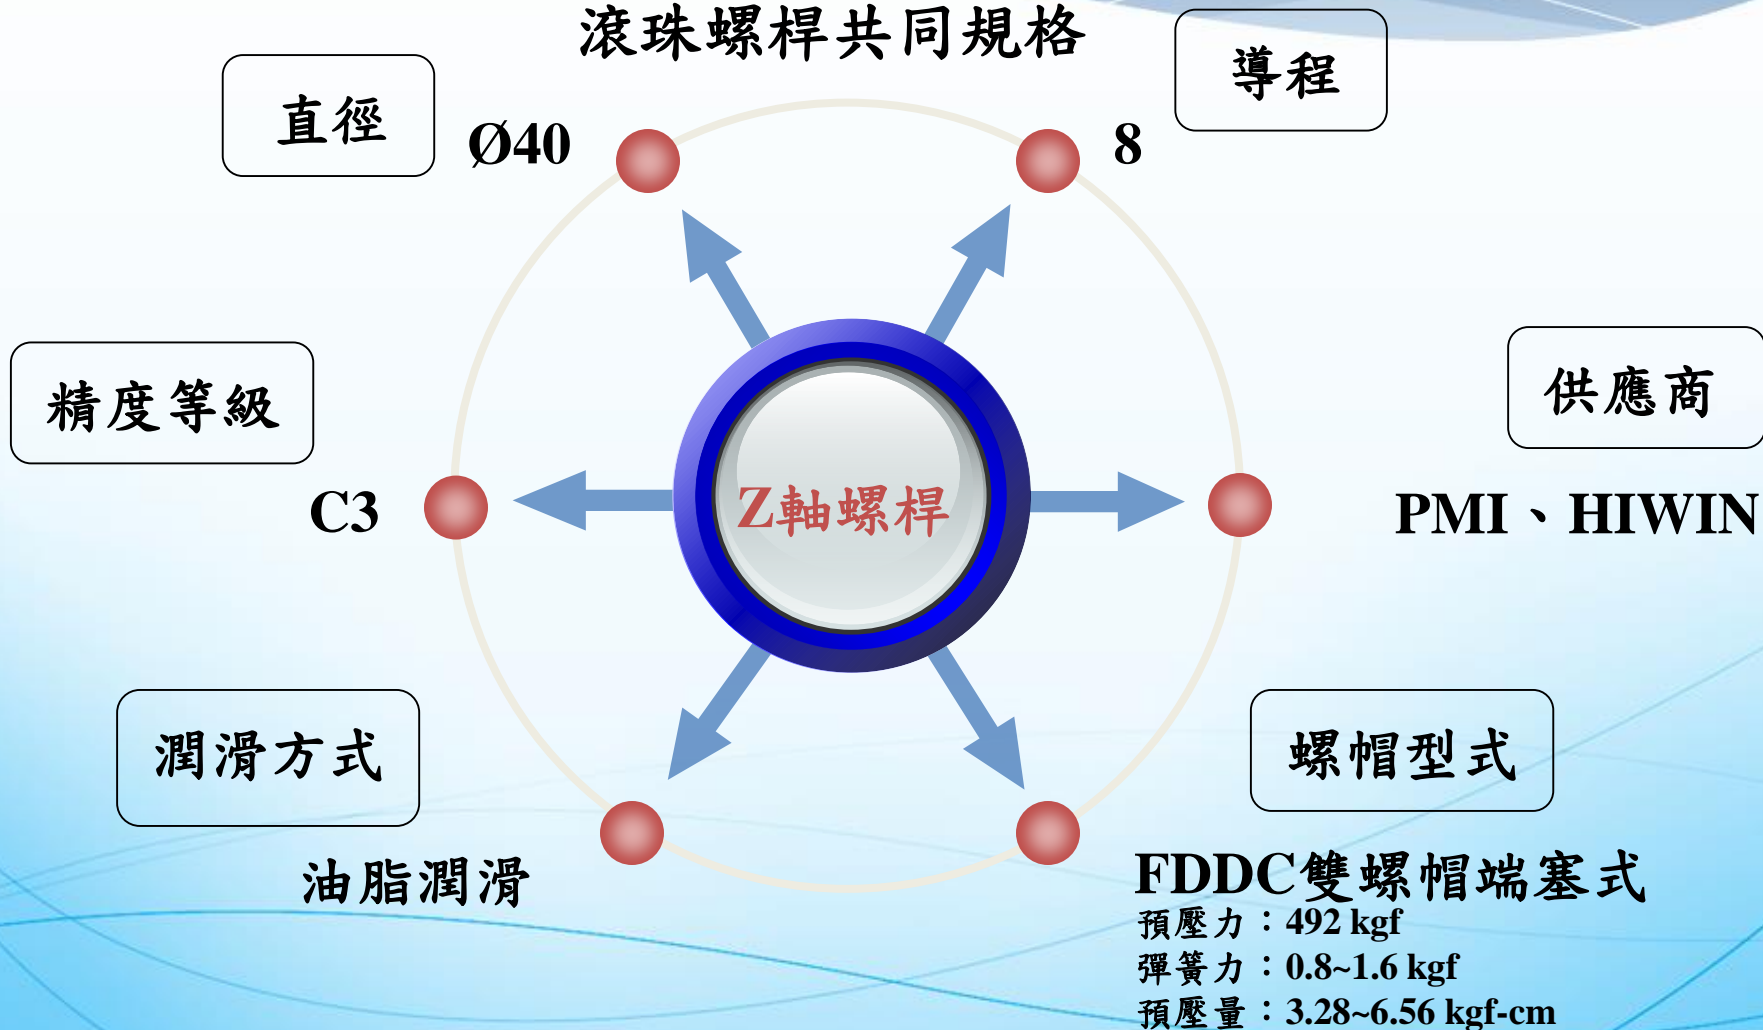 滾珠螺桿共同規格
直徑
Ø40
導程
8
精度等級
C3
供應商
PMI、HIWIN
Z軸螺桿
潤滑方式
油脂潤滑
螺帽型式
FDDC雙螺帽端塞式
預壓力：492 kgf
彈簧力：0.8~1.6 kgf
預壓量：3.28~6.56 kgf-cm